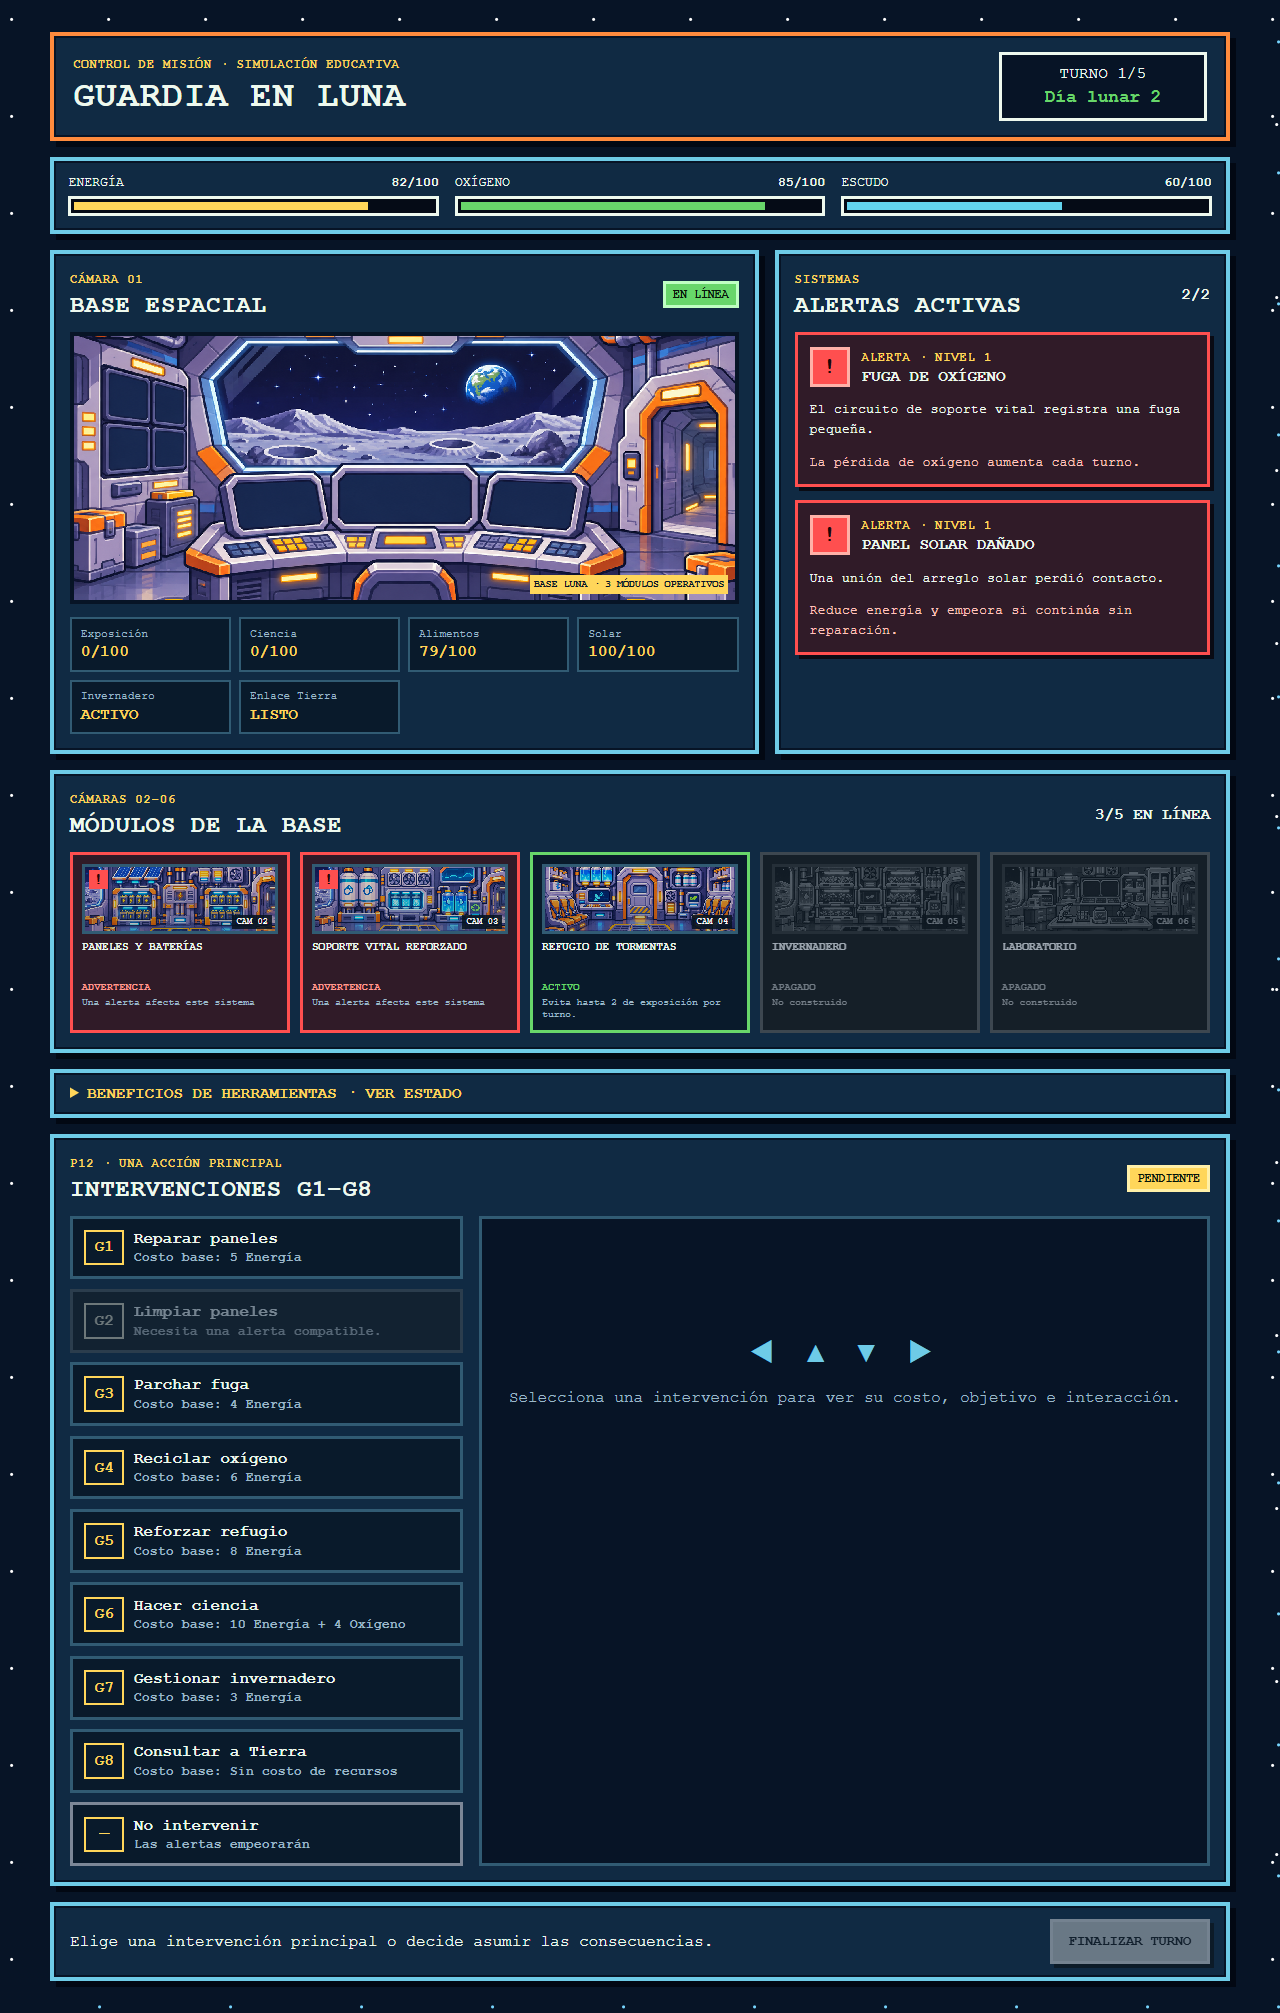 CONTROL DE MISIÓN · SIMULACIÓN EDUCATIVA
GUARDIA EN LUNA
TURNO 1/5
Día lunar 2
ENERGÍA 82/100
OXÍGENO 85/100
ESCUDO 60/100
CÁMARA 01
BASE ESPACIAL
EN LÍNEA
BASE LUNA · 3 MÓDULOS OPERATIVOS
Exposición
0/100
Ciencia
0/100
Alimentos
79/100
Solar
100/100
Invernadero
ACTIVO
Enlace Tierra
LISTO
SISTEMAS
ALERTAS ACTIVAS
2/2
!
ALERTA · NIVEL 1
FUGA DE OXÍGENO
El circuito de soporte vital registra una fuga
pequeña.
La pérdida de oxígeno aumenta cada turno.
!
ALERTA · NIVEL 1
PANEL SOLAR DAÑADO
Una unión del arreglo solar perdió contacto.
Reduce energía y empeora si continúa sin
reparación.
CÁMARAS 02–06
MÓDULOS DE LA BASE
3/5 EN LÍNEA
!
CAM 02
PANELES Y BATERÍAS
ADVERTENCIA
Una alerta afecta este sistema
!
CAM 03
SOPORTE VITAL REFORZADO
ADVERTENCIA
Una alerta afecta este sistema
CAM 04
REFUGIO DE TORMENTAS
ACTIVO
Evita hasta 2 de exposición por
turno.
CAM 05
INVERNADERO
APAGADO
No construido
CAM 06
LABORATORIO
APAGADO
No construido
▶ BENEFICIOS DE HERRAMIENTAS · VER ESTADO
P12 · UNA ACCIÓN PRINCIPAL
INTERVENCIONES G1–G8
PENDIENTE
G1
Reparar paneles
Costo base: 5 Energía
G2
Limpiar paneles
Necesita una alerta compatible.
G3
Parchar fuga
Costo base: 4 Energía
G4
Reciclar oxígeno
Costo base: 6 Energía
G5
Reforzar refugio
Costo base: 8 Energía
G6
Hacer ciencia
Costo base: 10 Energía + 4 Oxígeno
G7
Gestionar invernadero
Costo base: 3 Energía
G8
Consultar a Tierra
Costo base: Sin costo de recursos
—
No intervenir
Las alertas empeorarán
◀ ▲ ▼ ▶
Selecciona una intervención para ver su costo, objetivo e interacción.
Elige una intervención principal o decide asumir las consecuencias.
FINALIZAR TURNO